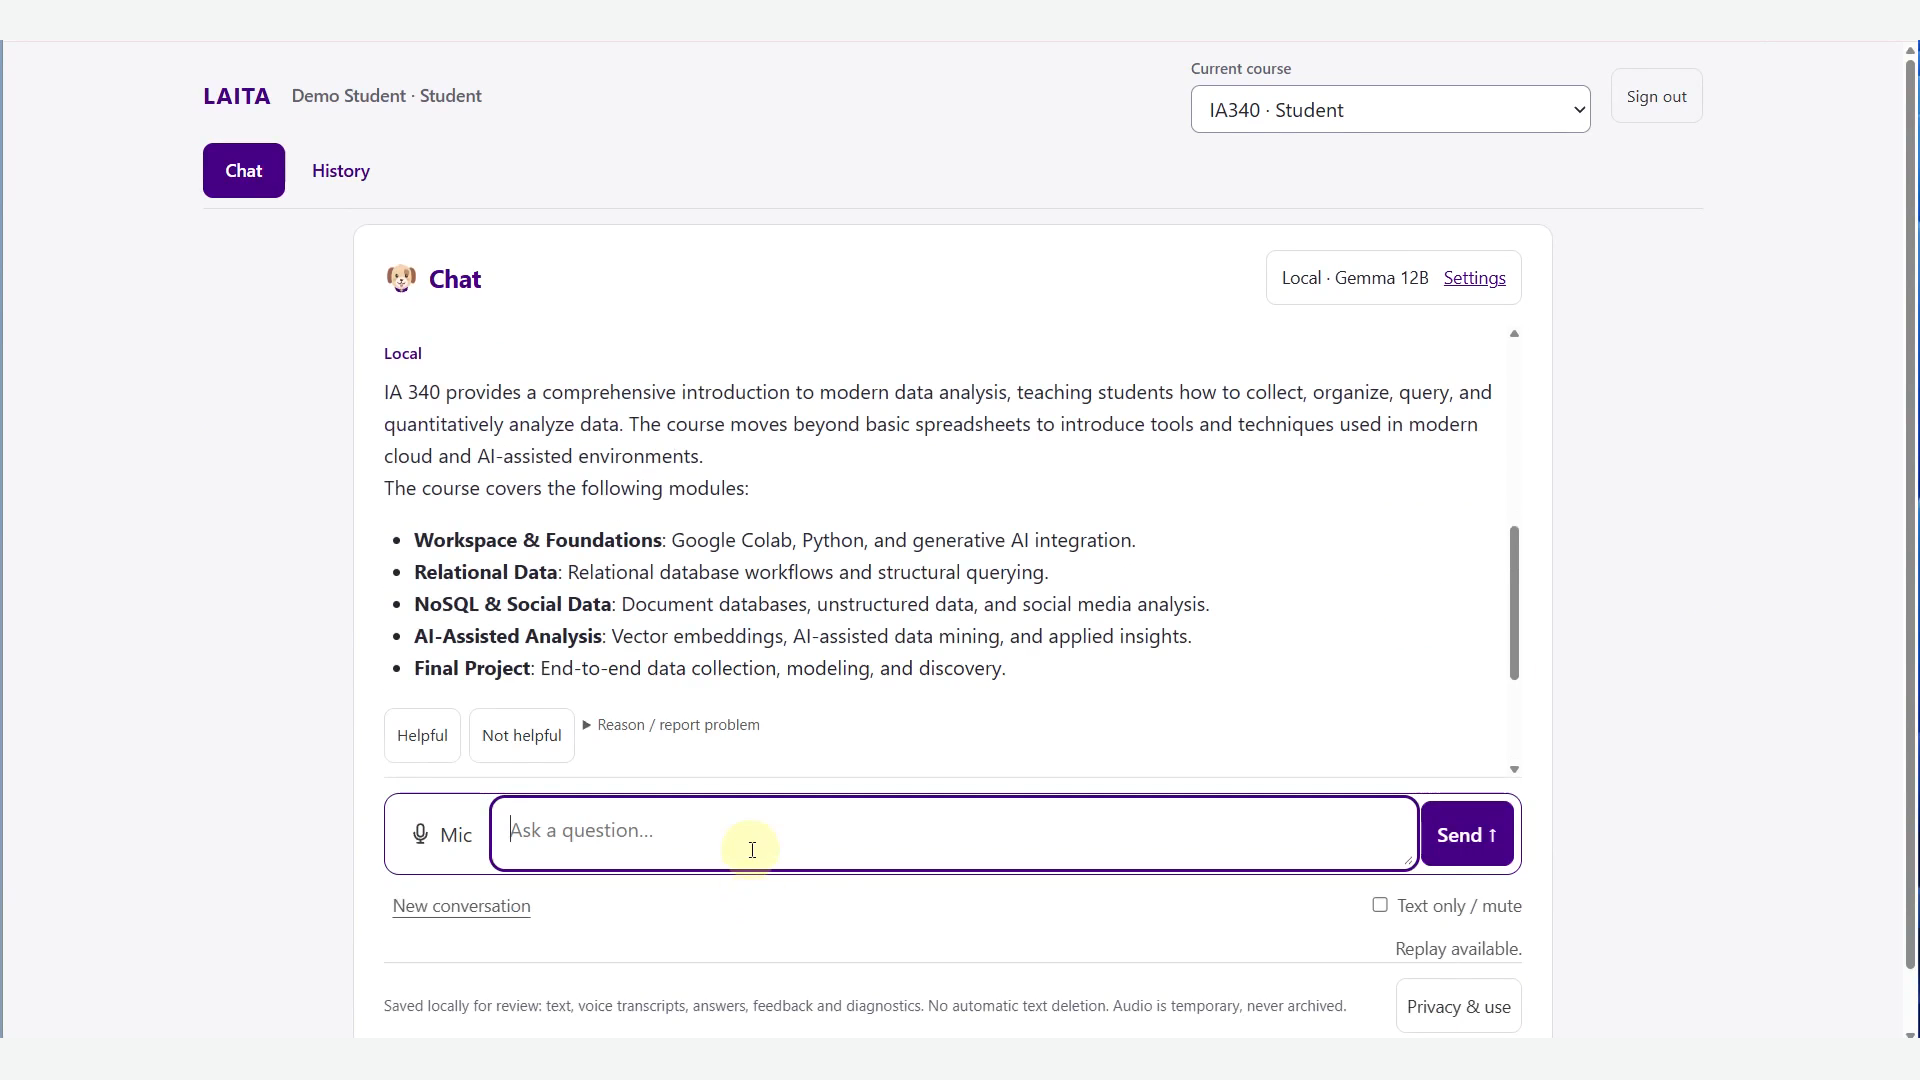 LAITA
Demo Student · Student
Current course
IA340 · Student
Sign out
Chat
History
Chat
Local · Gemma 12B Settings
Local
IA 340 provides a comprehensive introduction to modern data analysis, teaching students how to collect, organize, query, and
quantitatively analyze data. The course moves beyond basic spreadsheets to introduce tools and techniques used in modern
cloud and AI-assisted environments.
The course covers the following modules:
• Workspace & Foundations: Google Colab, Python, and generative AI integration.
• Relational Data: Relational database workflows and structural querying.
• NoSQL & Social Data: Document databases, unstructured data, and social media analysis.
• AI-Assisted Analysis: Vector embeddings, AI-assisted data mining, and applied insights.
• Final Project: End-to-end data collection, modeling, and discovery.
Helpful
Not helpful
▶ Reason / report problem
Mic
Ask a question...
Send ↑
New conversation
Text only / mute
Replay available.
Saved locally for review: text, voice transcripts, answers, feedback and diagnostics. No automatic text deletion. Audio is temporary, never archived.
Privacy & use